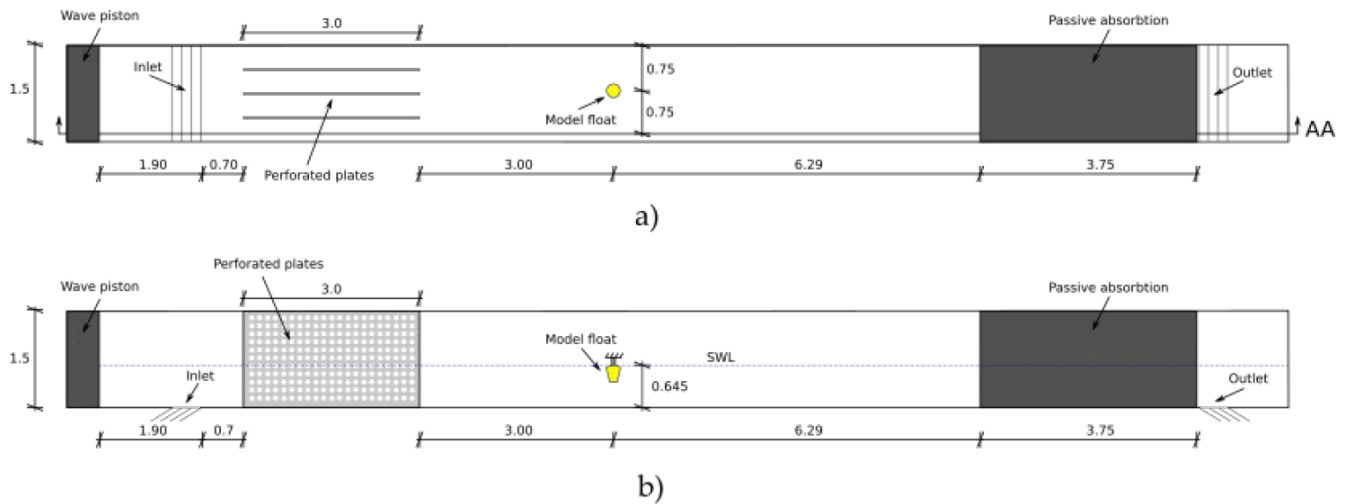 Wave piston
3.0
Passive absorbtion
Inlet
0.75
Outlet
1.5
Model float
0.75
AA
1.90
0.70
Perforated plates
3.00
6.29
3.75
a)
Perforated plates
Wave piston
3.0
Passive absorbtion
Model float
SWL
1.5
Inlet
0.645
Outlet
1.90
0.7
3.00
6.29
3.75
b)